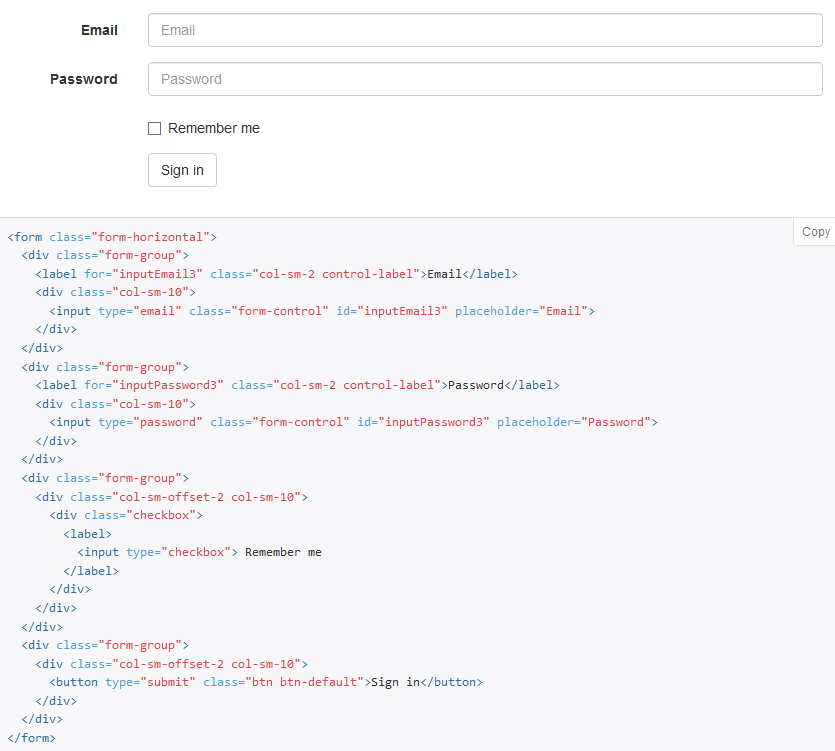 Email Email
Password Password
Remember me
Sign in
Copy
<form class="form-horizontal">
  <div class="form-group">
    <label for="inputEmail3" class="col-sm-2 control-label">Email</label>
    <div class="col-sm-10">
      <input type="email" class="form-control" id="inputEmail3" placeholder="Email">
    </div>
  </div>
  <div class="form-group">
    <label for="inputPassword3" class="col-sm-2 control-label">Password</label>
    <div class="col-sm-10">
      <input type="password" class="form-control" id="inputPassword3" placeholder="Password">
    </div>
  </div>
  <div class="form-group">
    <div class="col-sm-offset-2 col-sm-10">
      <div class="checkbox">
        <label>
          <input type="checkbox"> Remember me
        </label>
      </div>
    </div>
  </div>
  <div class="form-group">
    <div class="col-sm-offset-2 col-sm-10">
      <button type="submit" class="btn btn-default">Sign in</button>
    </div>
  </div>
</form>